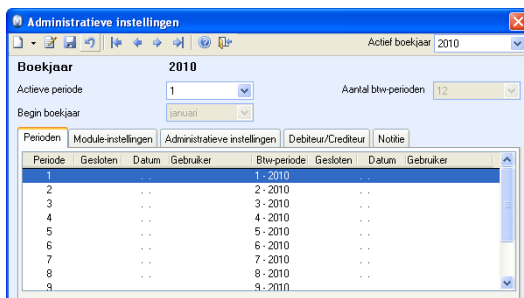 Administratieve instellingen
Actief boekjaar 2010
Boekjaar 2010
Actieve periode 1 Aantal btw-perioden 12
Begin boekjaar januari
Perioden Module-instellingen Administratieve instellingen Debiteur/Crediteur Notitie
Periode Gesloten Datum Gebruiker Btw-periode Gesloten Datum Gebruiker
1 . . 1 - 2010 . .
2 . . 2 - 2010 . .
3 . . 3 - 2010 . .
4 . . 4 - 2010 . .
5 . . 5 - 2010 . .
6 . . 6 - 2010 . .
7 . . 7 - 2010 . .
8 . . 8 - 2010 . .
9 . . 9 - 2010 . .